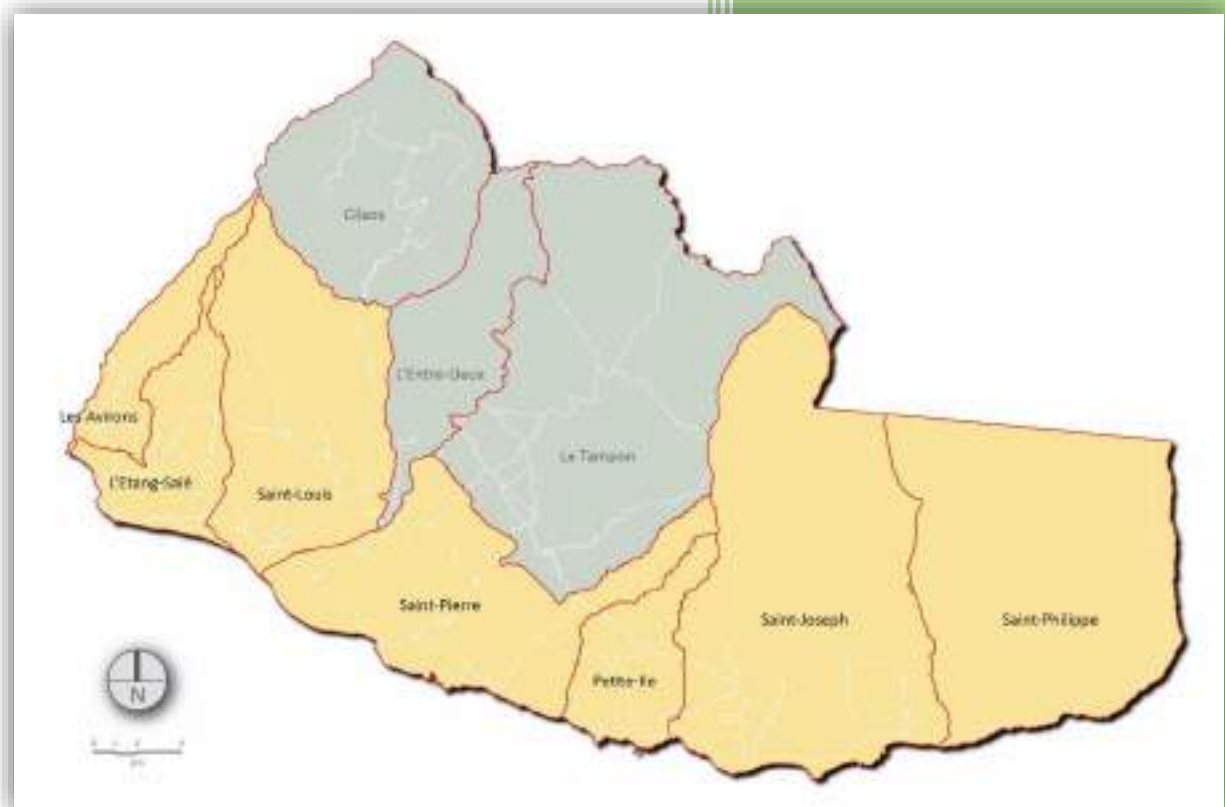 Cilaos
L'Entre-Deux
Les Avirons
Le Tampon
l'Etang-Salé
Saint-Louis
Saint-Pierre
Saint-Joseph
Saint-Philippe
Petite-Ile
N